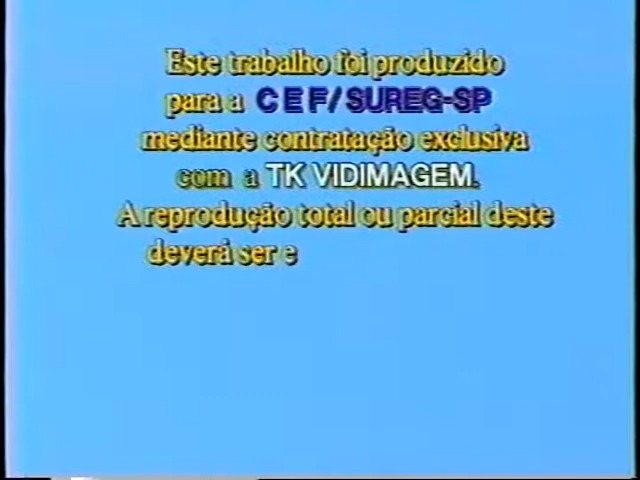 Este trabalho foi produzido
para a C E F / SUREG-SP
mediante contratação exclusiva
com a TK VIDIMAGEM.
A reprodução total ou parcial deste
deverá ser e